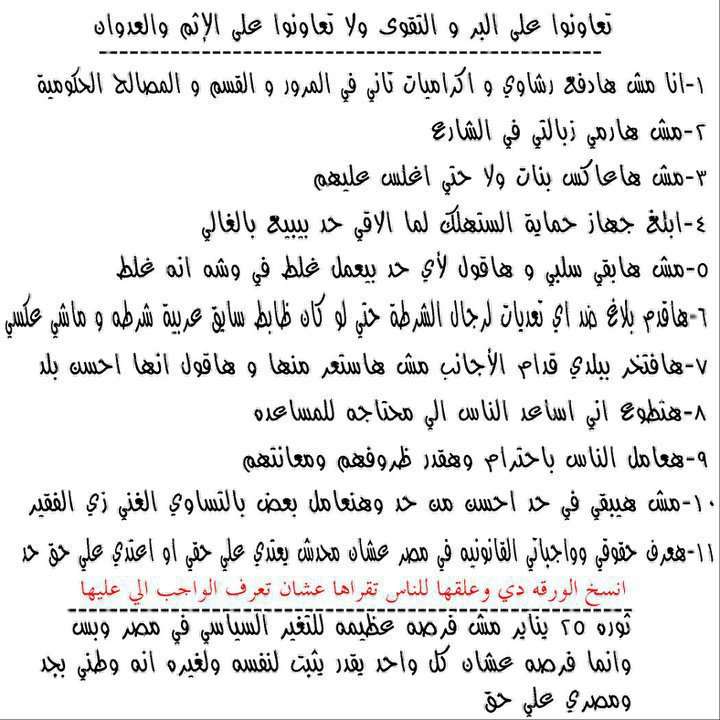 تعاونوا على البر و التقوى ولا تعاونوا على الإثم والعدوان
١-انا مش هادفع رشاوي و اكراميات تاني في المرور و القسم و المصالح الحكومية
٢-مش هارمي زبالتي في الشارع
٣-مش هاعاكس بنات ولا حتي اغلس عليهم
٤-ابلغ جهاز حماية الستهلك لما الاقي حد بيبيع بالغالي
٥-مش هابقي سلبي و هاقول لأي حد بيعمل غلط في وشه انه غلط
٦-هاقدم بلاغ ضد اي تعديات لرجال الشرطة حتي لو كان ظابط سايق عربية شرطه و ماشي عكسي
٧-هافتخر ببلدي قدام الأجانب مش هاستعر منها و هاقول انها احسن بلد
٨-هتطوع اني اساعد الناس الي محتاجه للمساعده
٩-هعامل الناس باحترام وهقدر ظروفهم ومعانتهم
١٠-مش هيبقي في حد احسن من حد وهنعامل بعض بالتساوي الغني زي الفقير
١١-هعرف حقوقي وواجباتي القانونيه في مصر عشان محدش يعتدي علي حقي او اعتدي علي حق حد
انسخ الورقه دي وعلقها للناس تقراها عشان تعرف الواجب الي عليها
ثوره ٢٥ يناير مش فرصه عظيمه للتغير السياسي في مصر وبس
وانما فرصه عشان كل واحد يقدر يثبت لنفسه ولغيره انه وطني بجد
ومصري علي حق